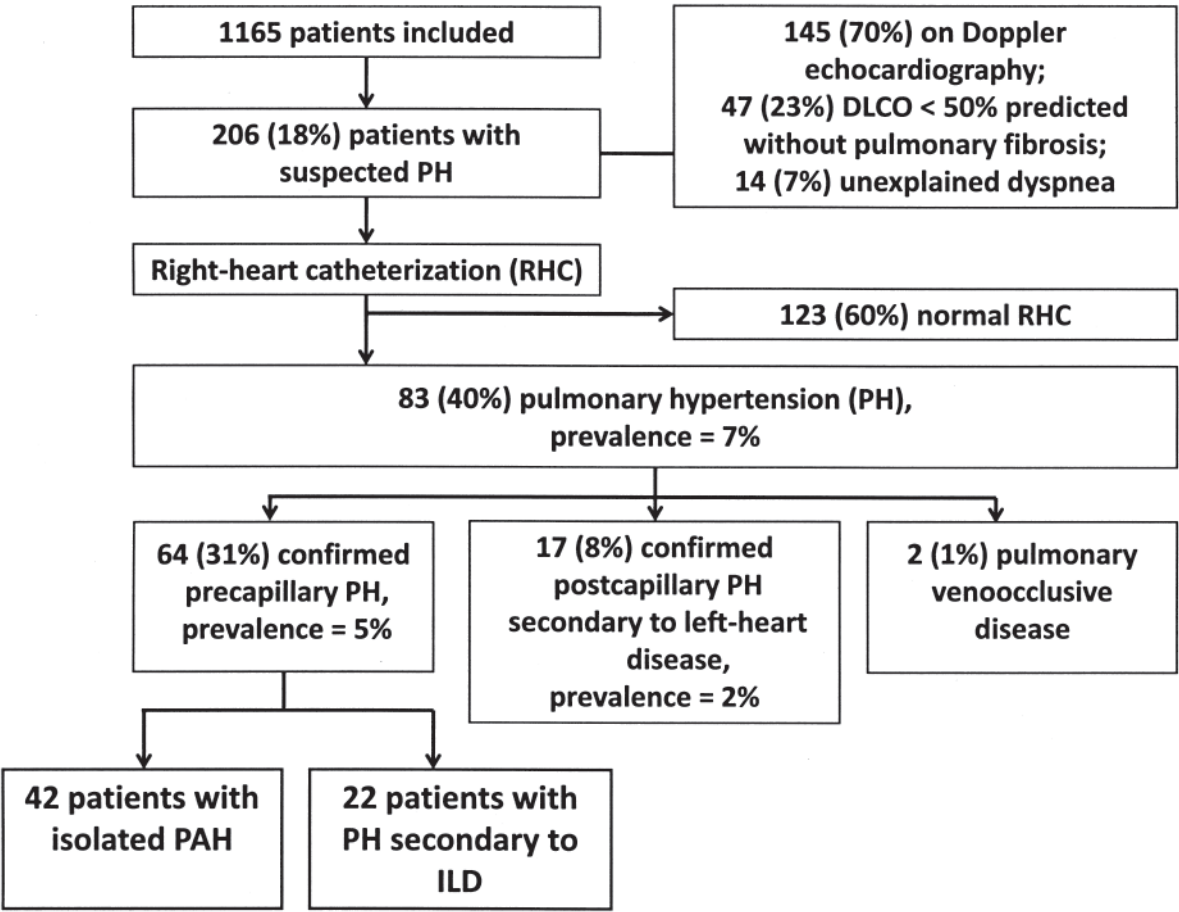 1165 patients included
145 (70%) on Doppler
echocardiography;
47 (23%) DLCO < 50% predicted
without pulmonary fibrosis;
14 (7%) unexplained dyspnea
206 (18%) patients with
suspected PH
Right-heart catheterization (RHC)
123 (60%) normal RHC
83 (40%) pulmonary hypertension (PH),
prevalence = 7%
64 (31%) confirmed
precapillary PH,
prevalence = 5%
17 (8%) confirmed
postcapillary PH
secondary to left-heart
disease,
prevalence = 2%
2 (1%) pulmonary
venoocclusive
disease
42 patients with
isolated PAH
22 patients with
PH secondary to
ILD